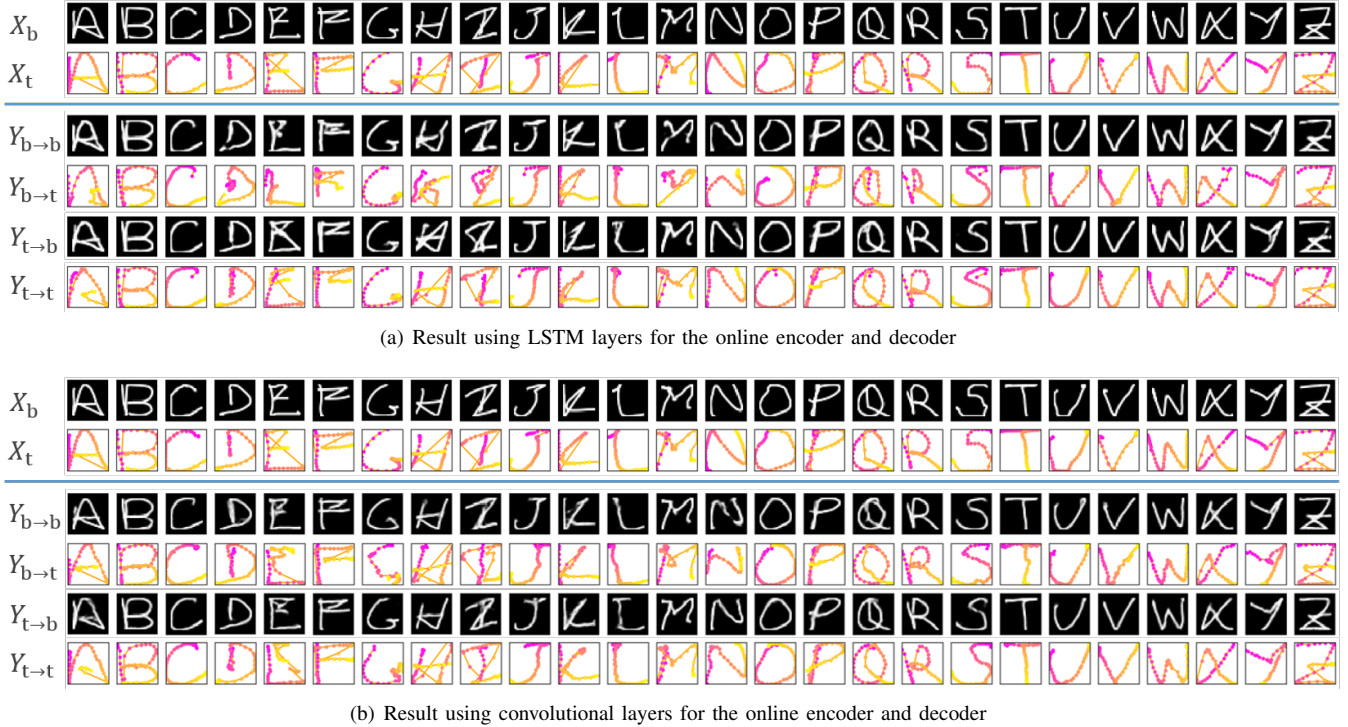 X_b A B C D E F G H I J K L M N O P Q R S T U V W X Y Z
X_t A B C D E F G H I J K L M N O P Q R S T U V W X Y Z
Y_b→b A B C D E F G H I J K L M N O P Q R S T U V W X Y Z
Y_b→t A B C D E F G H I J K L M N O P Q R S T U V W X Y Z
Y_t→b A B C D E F G H I J K L M N O P Q R S T U V W X Y Z
Y_t→t A B C D E F G H I J K L M N O P Q R S T U V W X Y Z
(a) Result using LSTM layers for the online encoder and decoder
X_b A B C D E F G H I J K L M N O P Q R S T U V W X Y Z
X_t A B C D E F G H I J K L M N O P Q R S T U V W X Y Z
Y_b→b A B C D E F G H I J K L M N O P Q R S T U V W X Y Z
Y_b→t A B C D E F G H I J K L M N O P Q R S T U V W X Y Z
Y_t→b A B C D E F G H I J K L M N O P Q R S T U V W X Y Z
Y_t→t A B C D E F G H I J K L M N O P Q R S T U V W X Y Z
(b) Result using convolutional layers for the online encoder and decoder